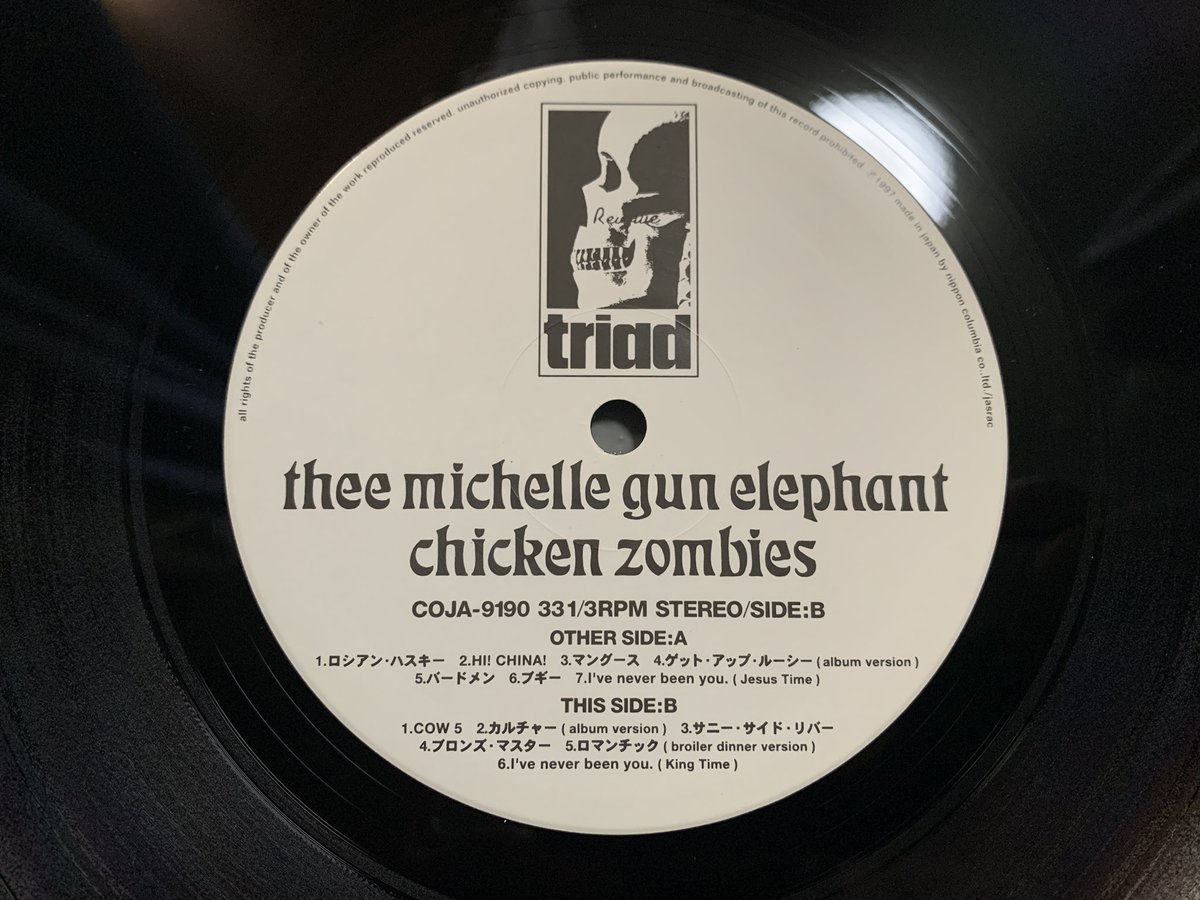 all rights of the producer and of the owner of the work reproduced reserved. unauthorized copying. public performance and broadcasting of this record prohibited ℗1997 made in japan by nippon columbia co.,ltd./jasrac
triad
thee michelle gun elephant
chicken zombies
COJA-9190 331/3RPM STEREO/SIDE:B
OTHER SIDE:A
1.ロシアン・ハスキー 2.HI! CHINA! 3.マングース 4.ゲット・アップ・ルーシー ( album version )
5.バードメン 6.ブギー 7.I've never been you. ( Jesus Time )
THIS SIDE:B
1.COW 5 2.カルチャー ( album version ) 3.サニー・サイド・リバー
4.ブロンズ・マスター 5.ロマンチック ( broiler dinner version )
6.I've never been you. ( King Time )